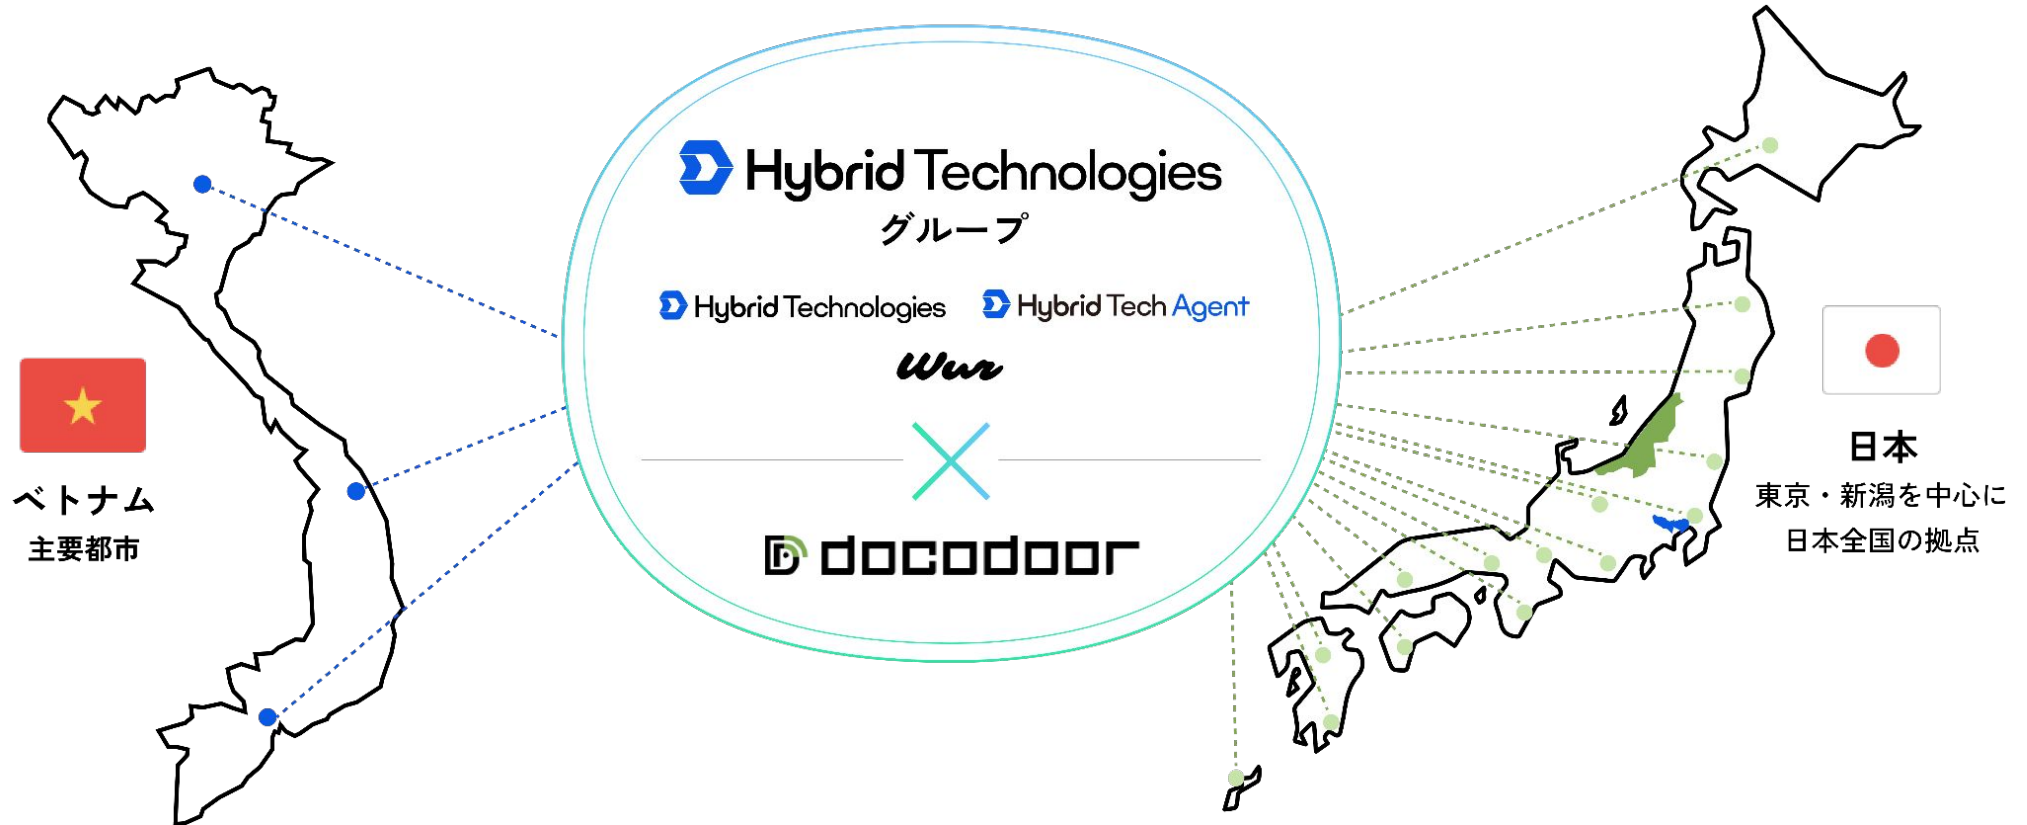 Hybrid Technologies
グループ
Hybrid Technologies
Hybrid Tech Agent
Wur
docodoor
ベトナム
主要都市
日本
東京・新潟を中心に
日本全国の拠点